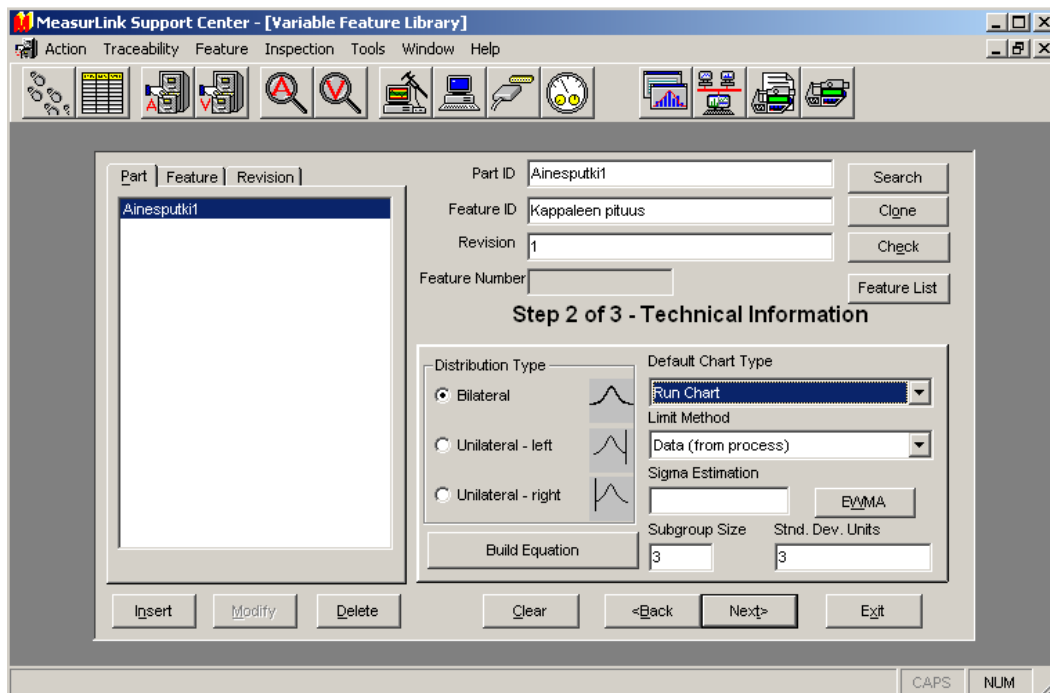 MeasurLink Support Center - [Variable Feature Library]
Action Traceability Feature Inspection Tools Window Help
A V A V
Part Feature Revision
Ainesputki1
Part ID Ainesputki1 Search
Feature ID Kappaleen pituus Clone
Revision 1 Check
Feature Number Feature List
Step 2 of 3 - Technical Information
Distribution Type
Bilateral
Unilateral - left
Unilateral - right
Build Equation
Default Chart Type
Run Chart
Limit Method
Data (from process)
Sigma Estimation
EWMA
Subgroup Size Stnd. Dev. Units
3 3
Insert Modify Delete Clear <Back Next> Exit
CAPS NUM